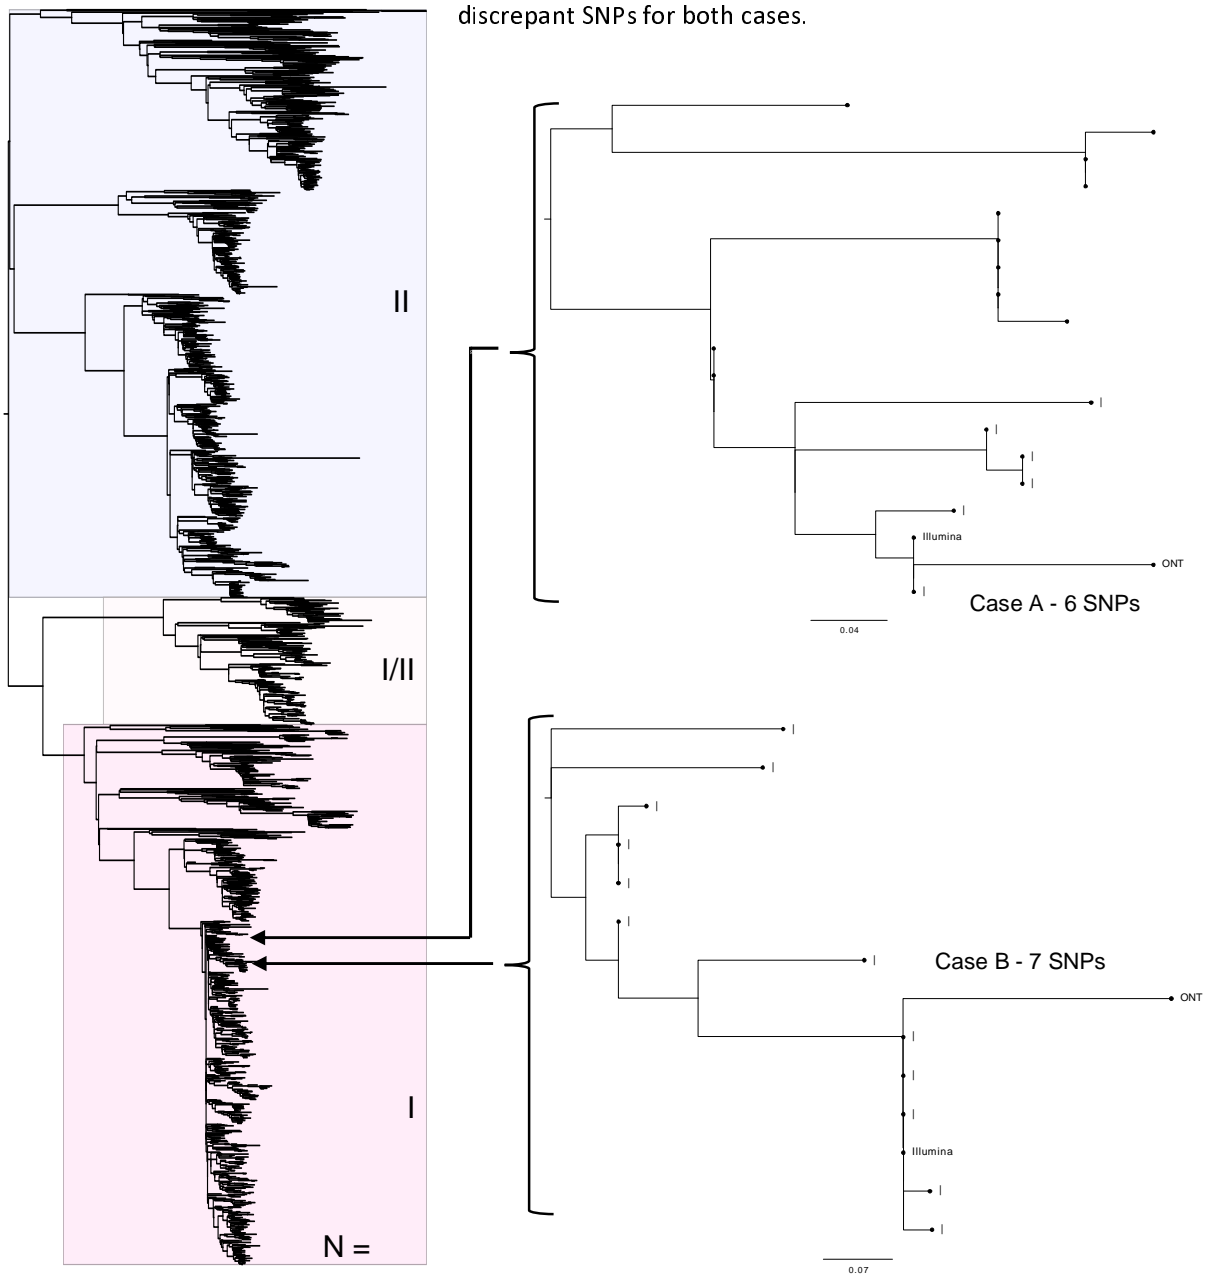 discrepant SNPs for both cases.
II
I/II
I
N =
|
|
|
|
|
Illumina
ONT
|
Case A - 6 SNPs
0.04
|
|
|
|
|
|
|
Case B - 7 SNPs
ONT
|
|
|
Illumina
|
|
0.07